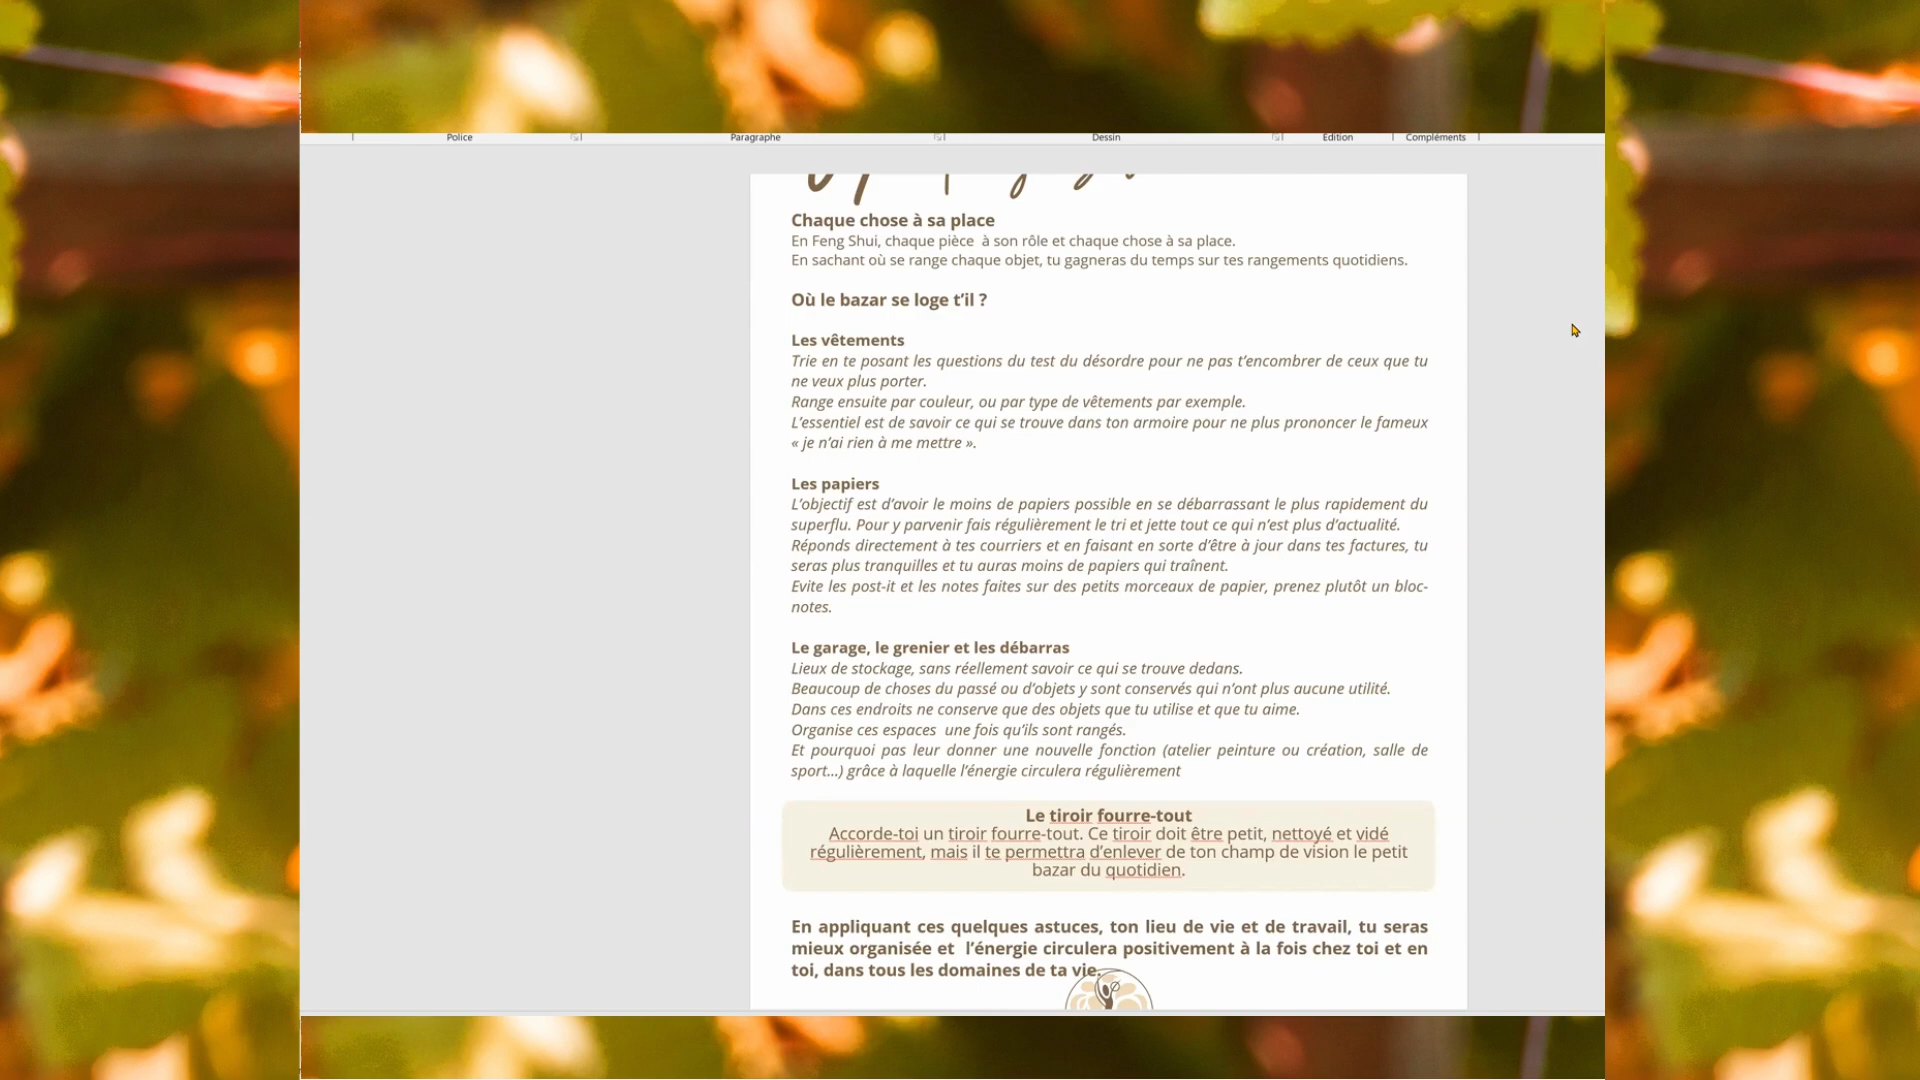 Police Paragraphe Dessin Edition Compléments
Chaque chose à sa place
En Feng Shui, chaque pièce  à son rôle et chaque chose à sa place.
En sachant où se range chaque objet, tu gagneras du temps sur tes rangements quotidiens.
Où le bazar se loge t’il ?
Les vêtements
Trie en te posant les questions du test du désordre pour ne pas t’encombrer de ceux que tu
ne veux plus porter.
Range ensuite par couleur, ou par type de vêtements par exemple.
L’essentiel est de savoir ce qui se trouve dans ton armoire pour ne plus prononcer le fameux
« je n’ai rien à me mettre ».
Les papiers
L’objectif est d’avoir le moins de papiers possible en se débarrassant le plus rapidement du
superflu. Pour y parvenir fais régulièrement le tri et jette tout ce qui n’est plus d’actualité.
Réponds directement à tes courriers et en faisant en sorte d’être à jour dans tes factures, tu
seras plus tranquilles et tu auras moins de papiers qui traînent.
Evite les post-it et les notes faites sur des petits morceaux de papier, prenez plutôt un bloc-
notes.
Le garage, le grenier et les débarras
Lieux de stockage, sans réellement savoir ce qui se trouve dedans.
Beaucoup de choses du passé ou d’objets y sont conservés qui n’ont plus aucune utilité.
Dans ces endroits ne conserve que des objets que tu utilise et que tu aime.
Organise ces espaces  une fois qu’ils sont rangés.
Et pourquoi pas leur donner une nouvelle fonction (atelier peinture ou création, salle de
sport...) grâce à laquelle l’énergie circulera régulièrement
Le tiroir fourre-tout
Accorde-toi un tiroir fourre-tout. Ce tiroir doit être petit, nettoyé et vidé
régulièrement, mais il te permettra d’enlever de ton champ de vision le petit
bazar du quotidien.
En appliquant ces quelques astuces, ton lieu de vie et de travail, tu seras
mieux organisée et  l’énergie circulera positivement à la fois chez toi et en
toi, dans tous les domaines de ta vie.